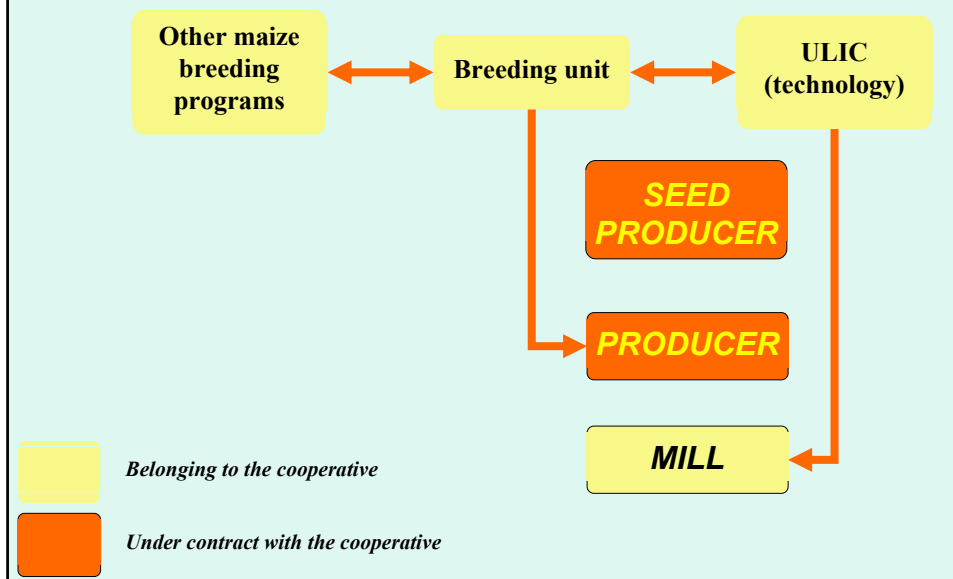 Other maize
breeding
programs
Breeding unit
ULIC
(technology)
SEED
PRODUCER
PRODUCER
MILL
Belonging to the cooperative
Under contract with the cooperative